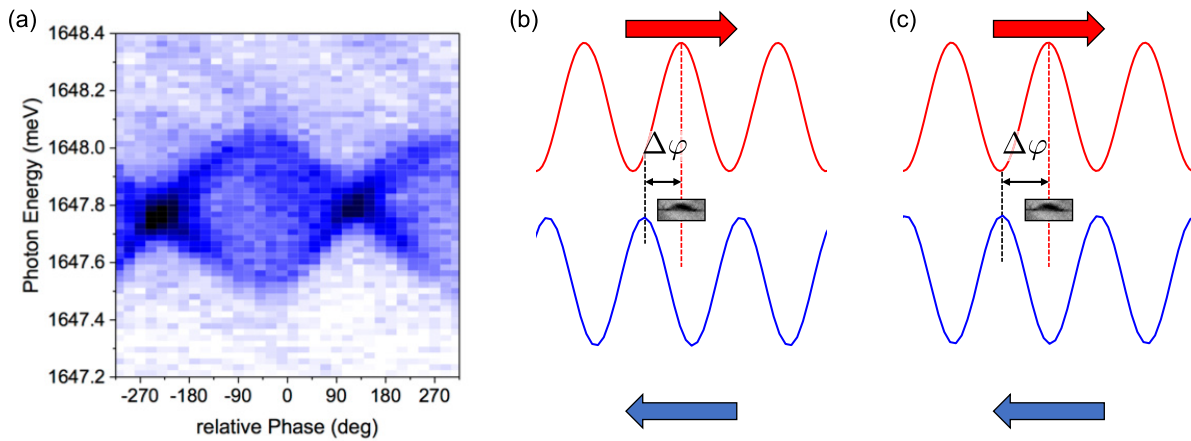 (a)
1648.4
1648.2
1648.0
1647.8
1647.6
1647.4
1647.2
Photon Energy (meV)
-270 -180 -90 0 90 180 270
relative Phase (deg)
(b)
Δφ
(c)
Δφ